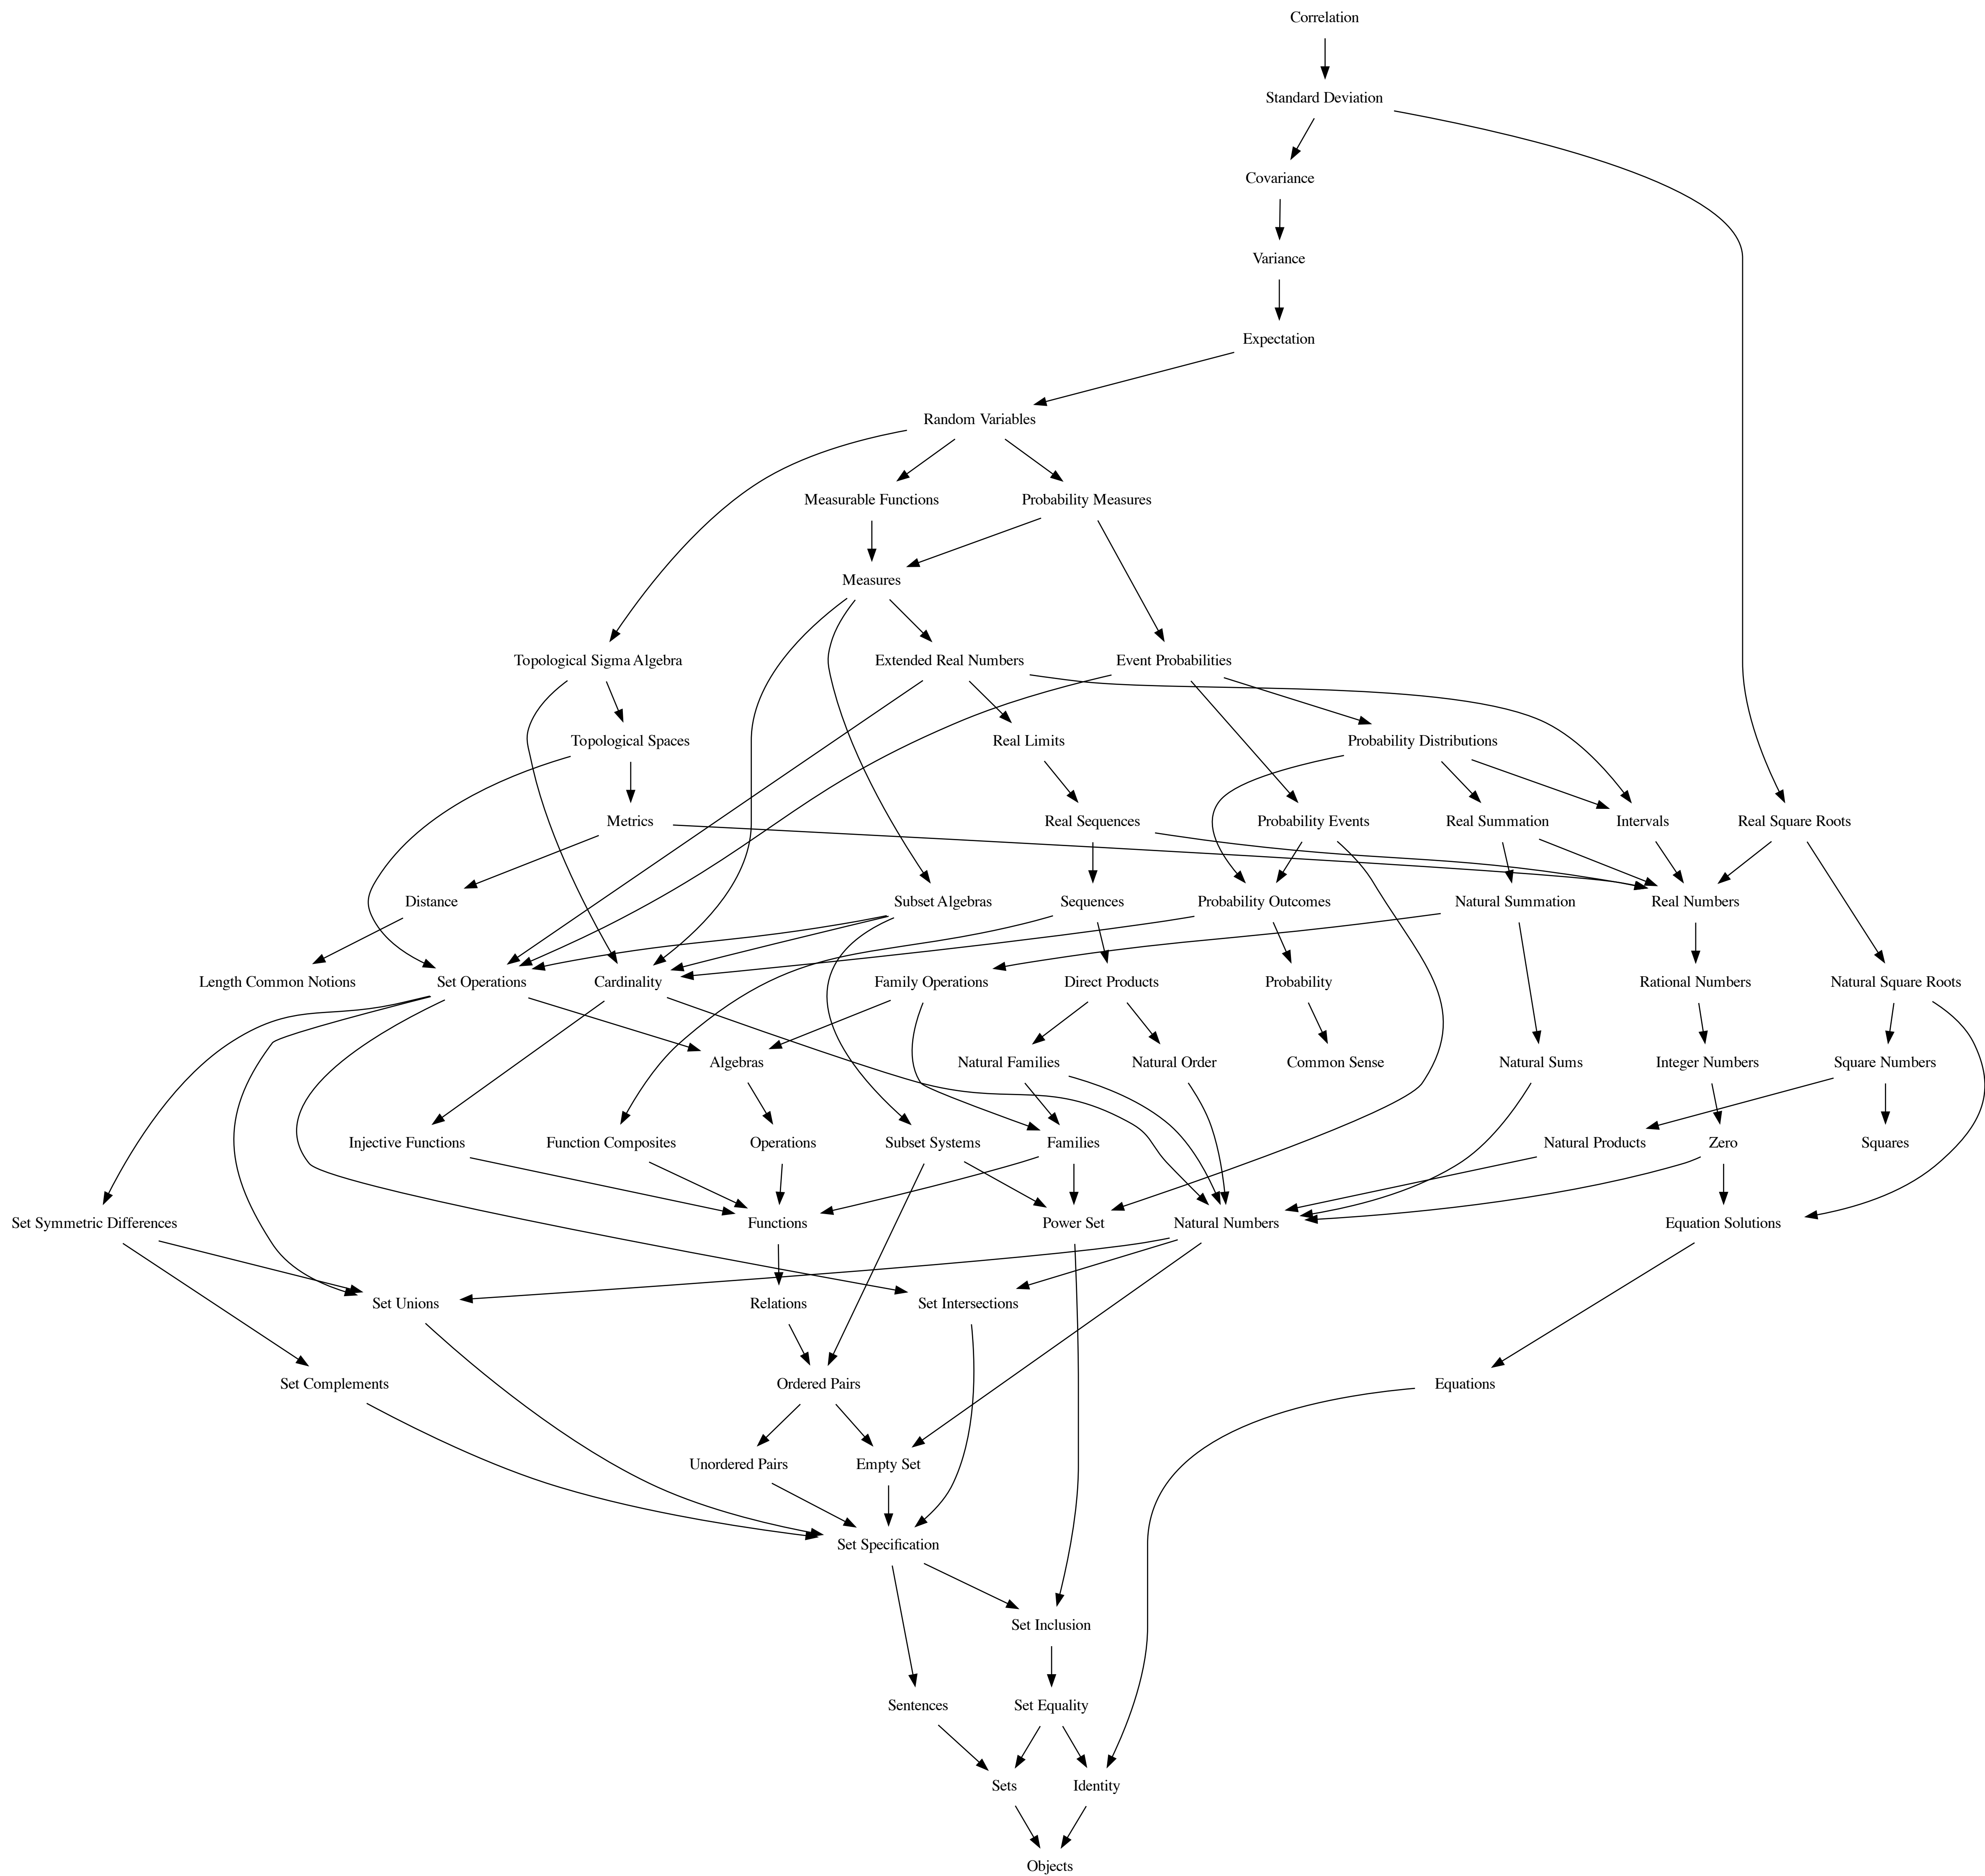 Correlation
Standard Deviation
Covariance
Variance
Expectation
Random Variables
Measurable Functions
Probability Measures
Measures
Topological Sigma Algebra
Extended Real Numbers
Event Probabilities
Topological Spaces
Real Limits
Probability Distributions
Metrics
Real Sequences
Probability Events
Real Summation
Intervals
Real Square Roots
Distance
Subset Algebras
Sequences
Probability Outcomes
Natural Summation
Real Numbers
Length Common Notions
Set Operations
Cardinality
Family Operations
Direct Products
Probability
Rational Numbers
Natural Square Roots
Algebras
Natural Families
Natural Order
Common Sense
Natural Sums
Integer Numbers
Square Numbers
Injective Functions
Function Composites
Operations
Subset Systems
Families
Natural Products
Zero
Squares
Set Symmetric Differences
Functions
Power Set
Natural Numbers
Equation Solutions
Set Unions
Relations
Set Intersections
Set Complements
Ordered Pairs
Equations
Unordered Pairs
Empty Set
Set Specification
Set Inclusion
Sentences
Set Equality
Sets
Identity
Objects